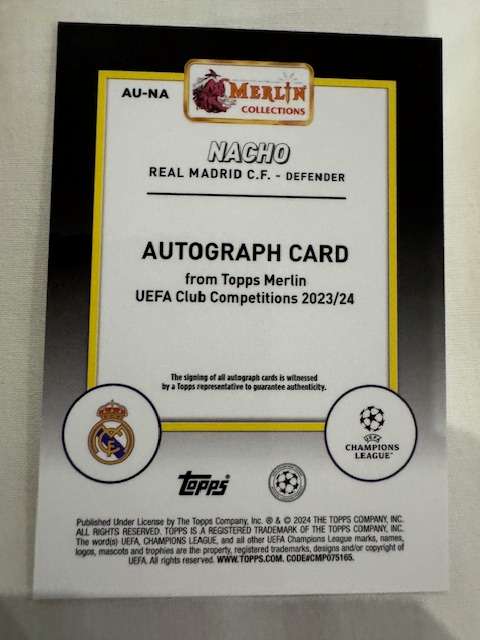 AU-NA
MERLIN
COLLECTIONS
NACHO
REAL MADRID C.F. - DEFENDER
AUTOGRAPH CARD
from Topps Merlin
UEFA Club Competitions 2023/24
The signing of all autograph cards is witnessed
by a Topps representative to guarantee authenticity.
UEFA
CHAMPIONS
LEAGUE
Topps
Published Under License by The Topps Company, Inc. ® & © 2024 THE TOPPS COMPANY, INC.
ALL RIGHTS RESERVED. TOPPS IS A REGISTERED TRADEMARK OF THE TOPPS COMPANY, INC.
The word(s) UEFA, CHAMPIONS LEAGUE, and all other UEFA Champions League marks, names,
logos, mascots and trophies are the property, registered trademarks, designs and/or copyright of
UEFA. All rights reserved. WWW.TOPPS.COM. CODE#CMP075165.